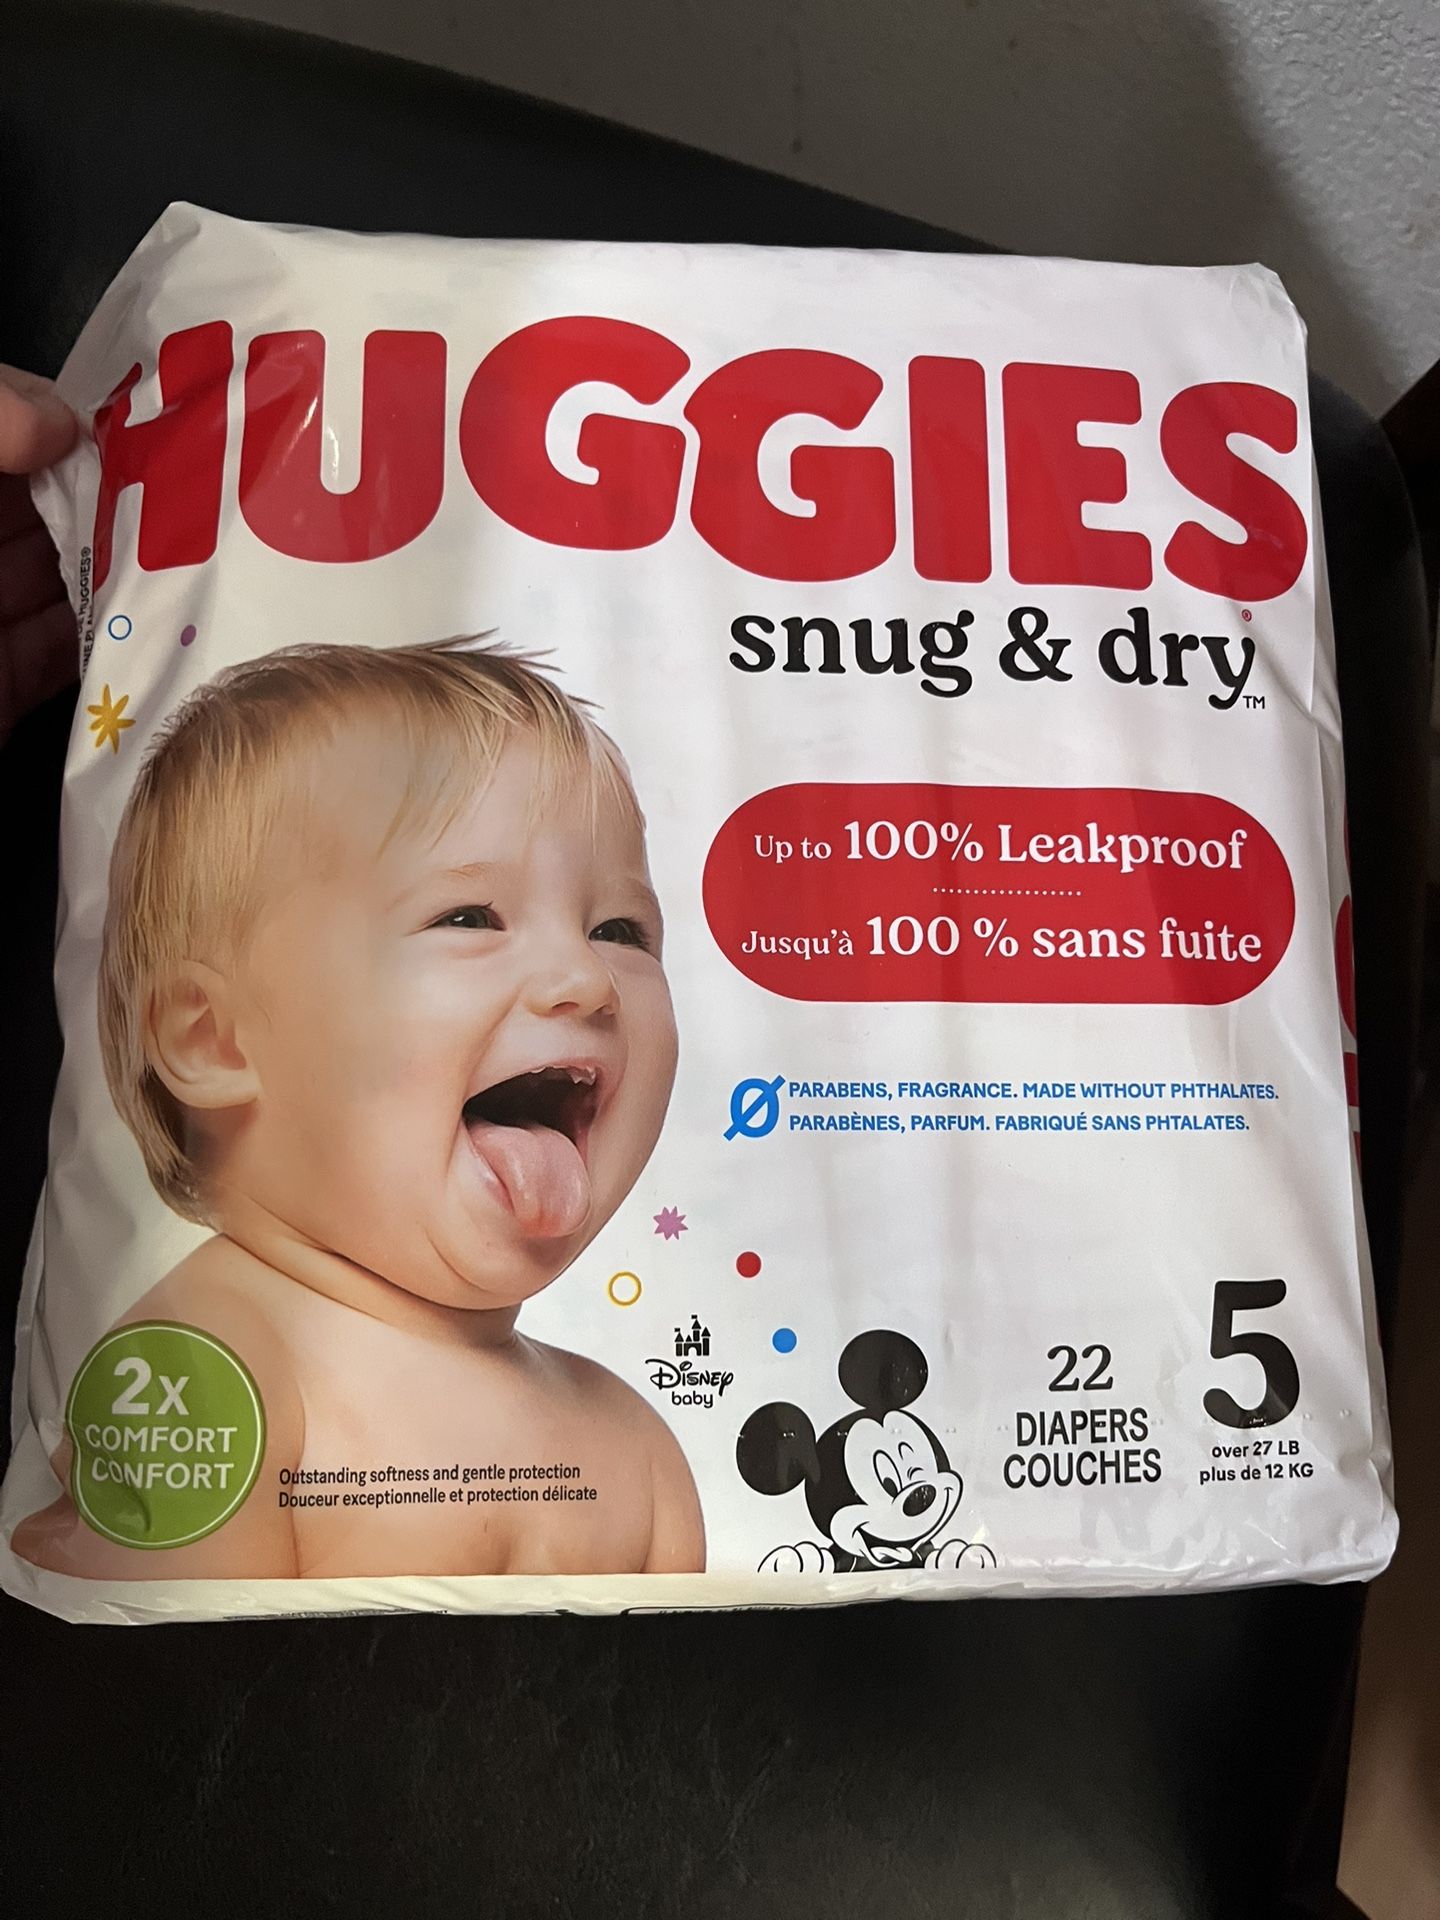 HUGGIES®
snug & dry™
Up to 100% Leakproof
Jusqu'à 100 % sans fuite
PARABENS, FRAGRANCE. MADE WITHOUT PHTHALATES.
PARABÈNES, PARFUM. FABRIQUÉ SANS PHTALATES.
2x
COMFORT
CONFORT
Outstanding softness and gentle protection
Douceur exceptionnelle et protection délicate
Disney
baby
22
DIAPERS
COUCHES
5
over 27 LB
plus de 12 KG
HUGGIES®